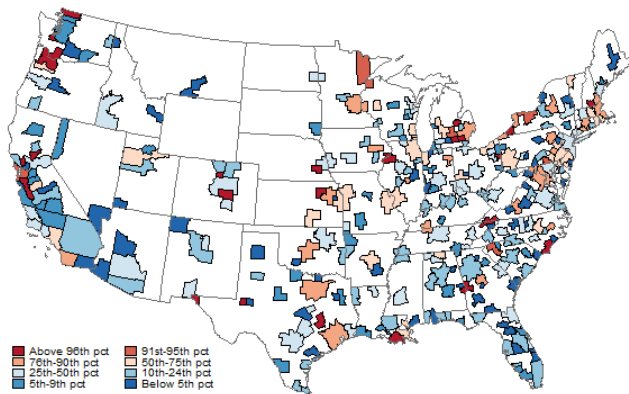 Above 96th pct 91st-95th pct
76th-90th pct 50th-75th pct
25th-50th pct 10th-24th pct
5th-9th pct Below 5th pct